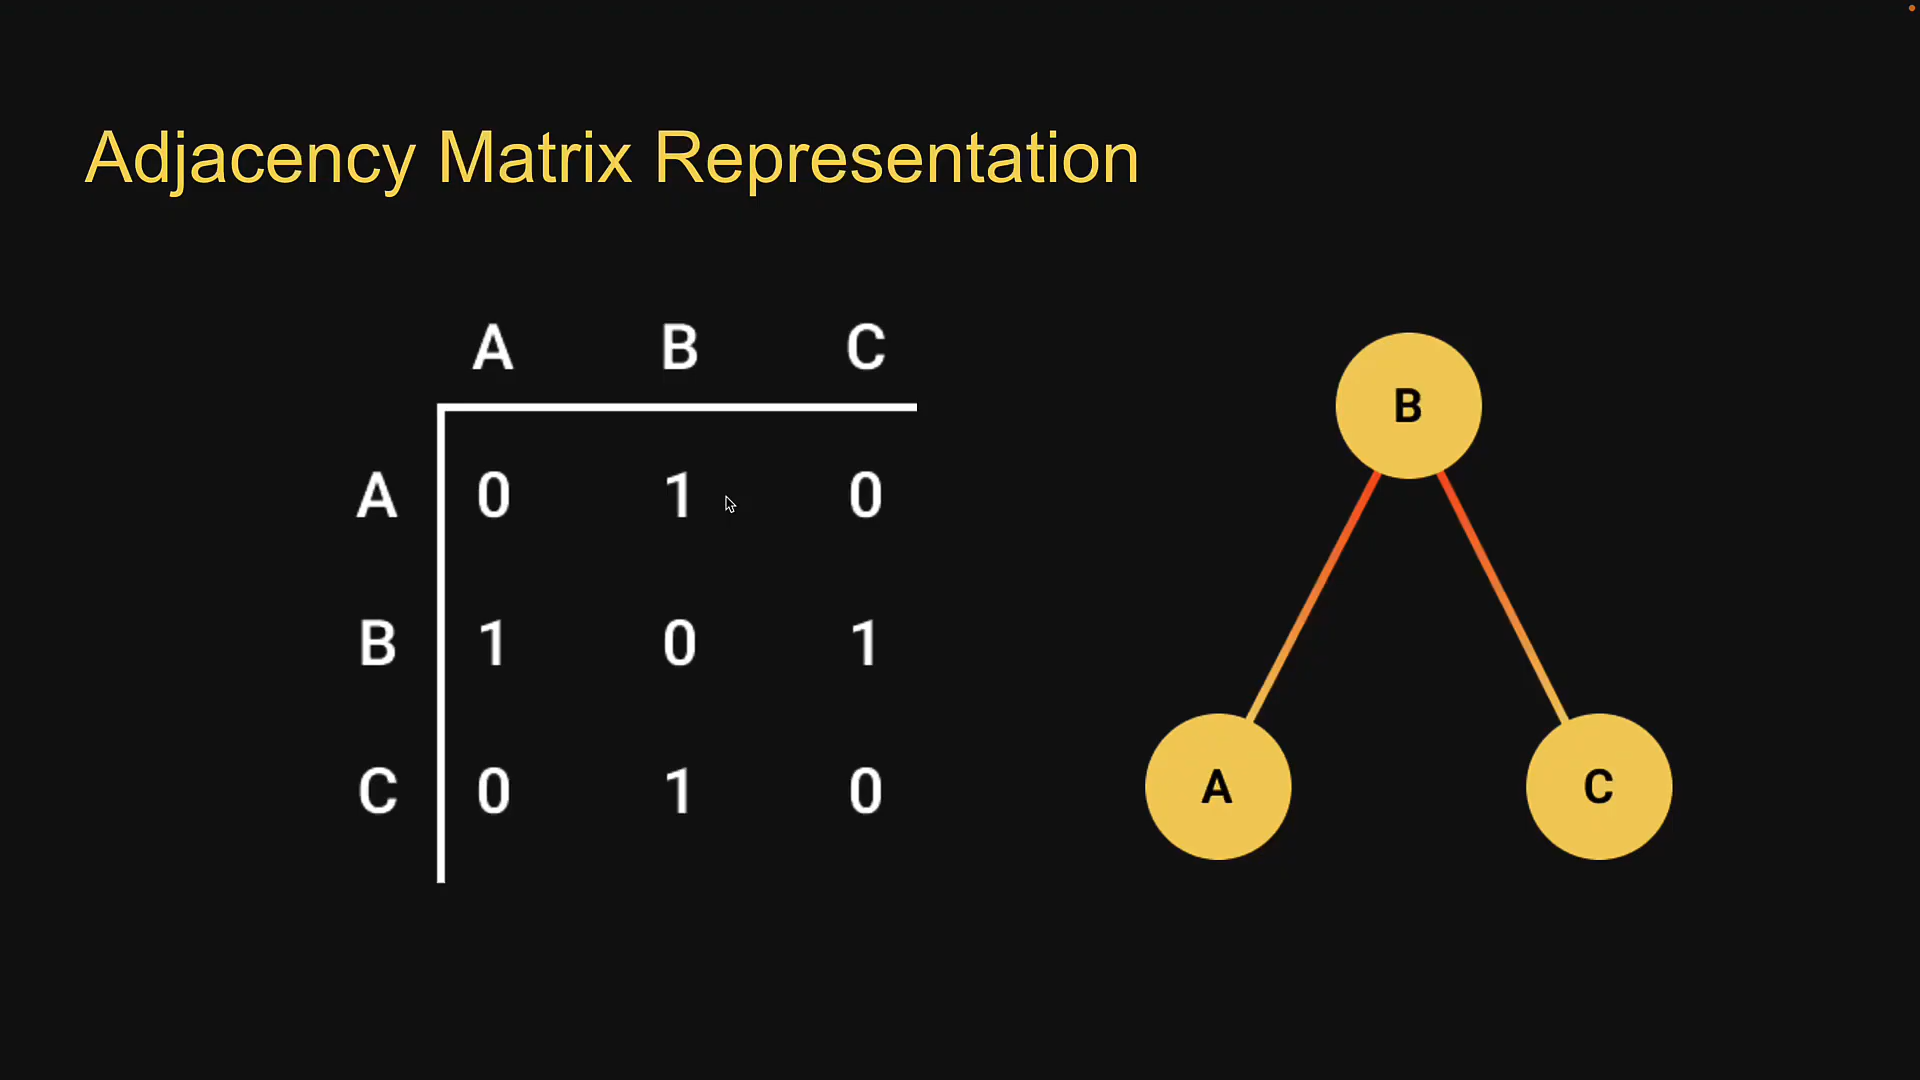 Adjacency Matrix Representation
A B C
A 0 1 0
B 1 0 1
C 0 1 0
B
A
C